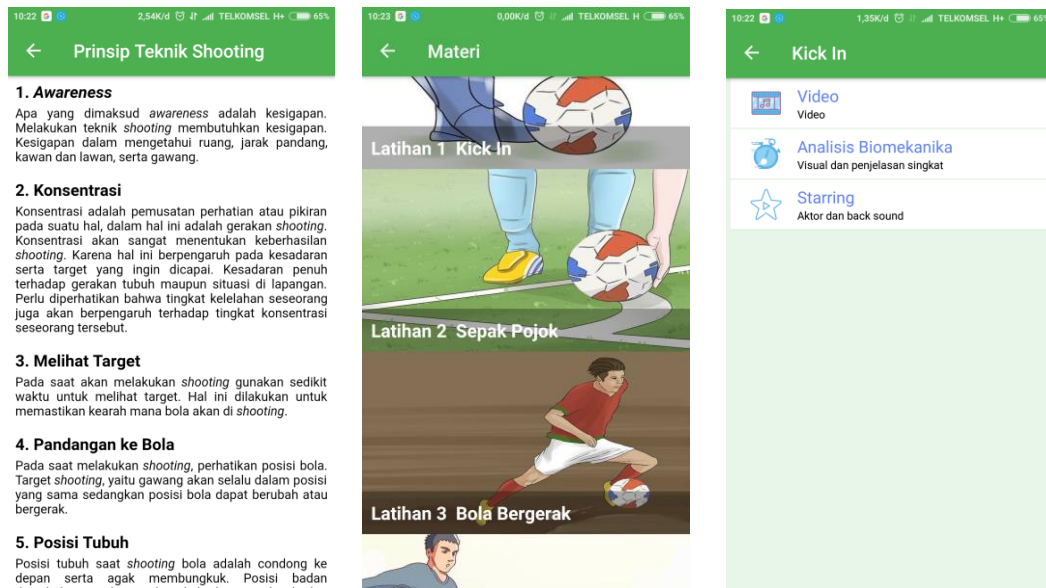 10:22 2,54K/d TELKOMSEL H+ 65%
Prinsip Teknik Shooting
1. Awareness
Apa yang dimaksud awareness adalah kesigapan.
Melakukan teknik shooting membutuhkan kesigapan.
Kesigapan dalam mengetahui ruang, jarak pandang,
kawan dan lawan, serta gawang.
2. Konsentrasi
Konsentrasi adalah pemusatan perhatian atau pikiran
pada suatu hal, dalam hal ini adalah gerakan shooting.
Konsentrasi akan sangat menentukan keberhasilan
shooting. Karena hal ini berpengaruh pada kesadaran
serta target yang ingin dicapai. Kesadaran penuh
terhadap gerakan tubuh maupun situasi di lapangan.
Perlu diperhatikan bahwa tingkat kelelahan seseorang
juga akan berpengaruh terhadap tingkat konsentrasi
seseorang tersebut.
3. Melihat Target
Pada saat akan melakukan shooting gunakan sedikit
waktu untuk melihat target. Hal ini dilakukan untuk
memastikan kearah mana bola akan di shooting.
4. Pandangan ke Bola
Pada saat melakukan shooting, perhatikan posisi bola.
Target shooting, yaitu gawang akan selalu dalam posisi
yang sama sedangkan posisi bola dapat berubah atau
bergerak.
5. Posisi Tubuh
Posisi tubuh saat shooting bola adalah condong ke
depan serta agak membungkuk. Posisi badan
10:23 0,00K/d TELKOMSEL H 65%
Materi
Latihan 1 Kick In
Latihan 2 Sepak Pojok
Latihan 3 Bola Bergerak
10:22 1,35K/d TELKOMSEL H+ 65%
Kick In
Video
Video
Analisis Biomekanika
Visual dan penjelasan singkat
Starring
Aktor dan back sound